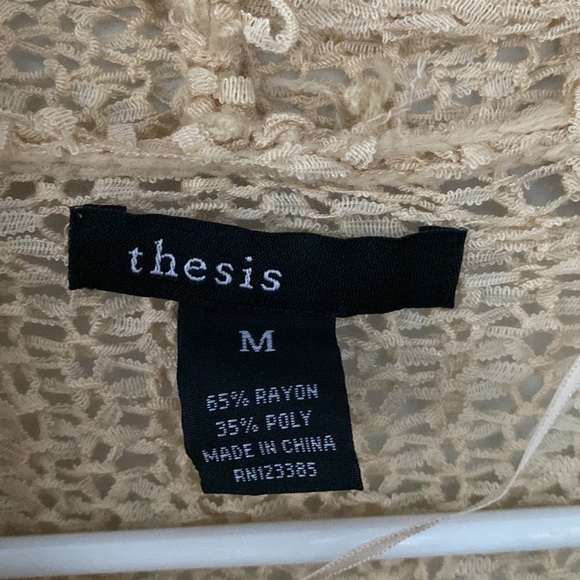 thesis
M
65% RAYON
35% POLY
MADE IN CHINA
RN123385